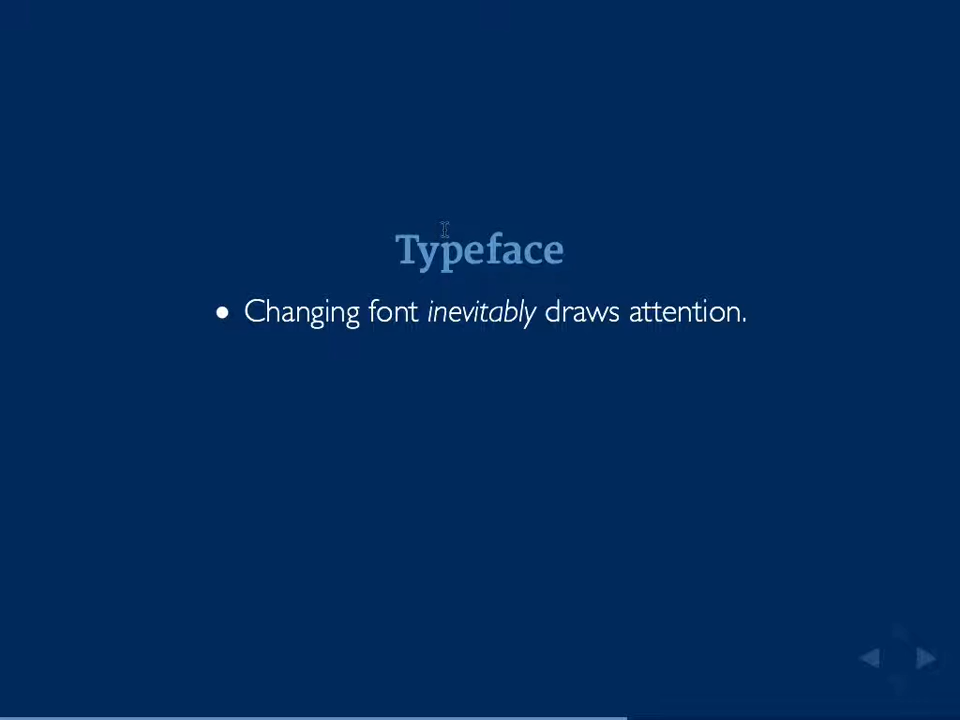 Typeface
• Changing font inevitably draws attention.